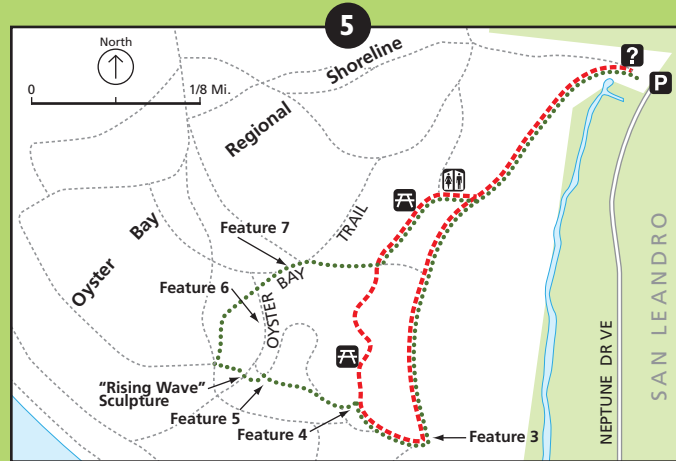 5
North
0 1/8 Mi.
Regional Shoreline
?
P
Oyster Bay
Feature 7
TRAIL
BAY
OYSTER
Feature 6
"Rising Wave"
Sculpture
Feature 5
Feature 4
Feature 3
NEPTUNE DR VE
SAN LEANDRO